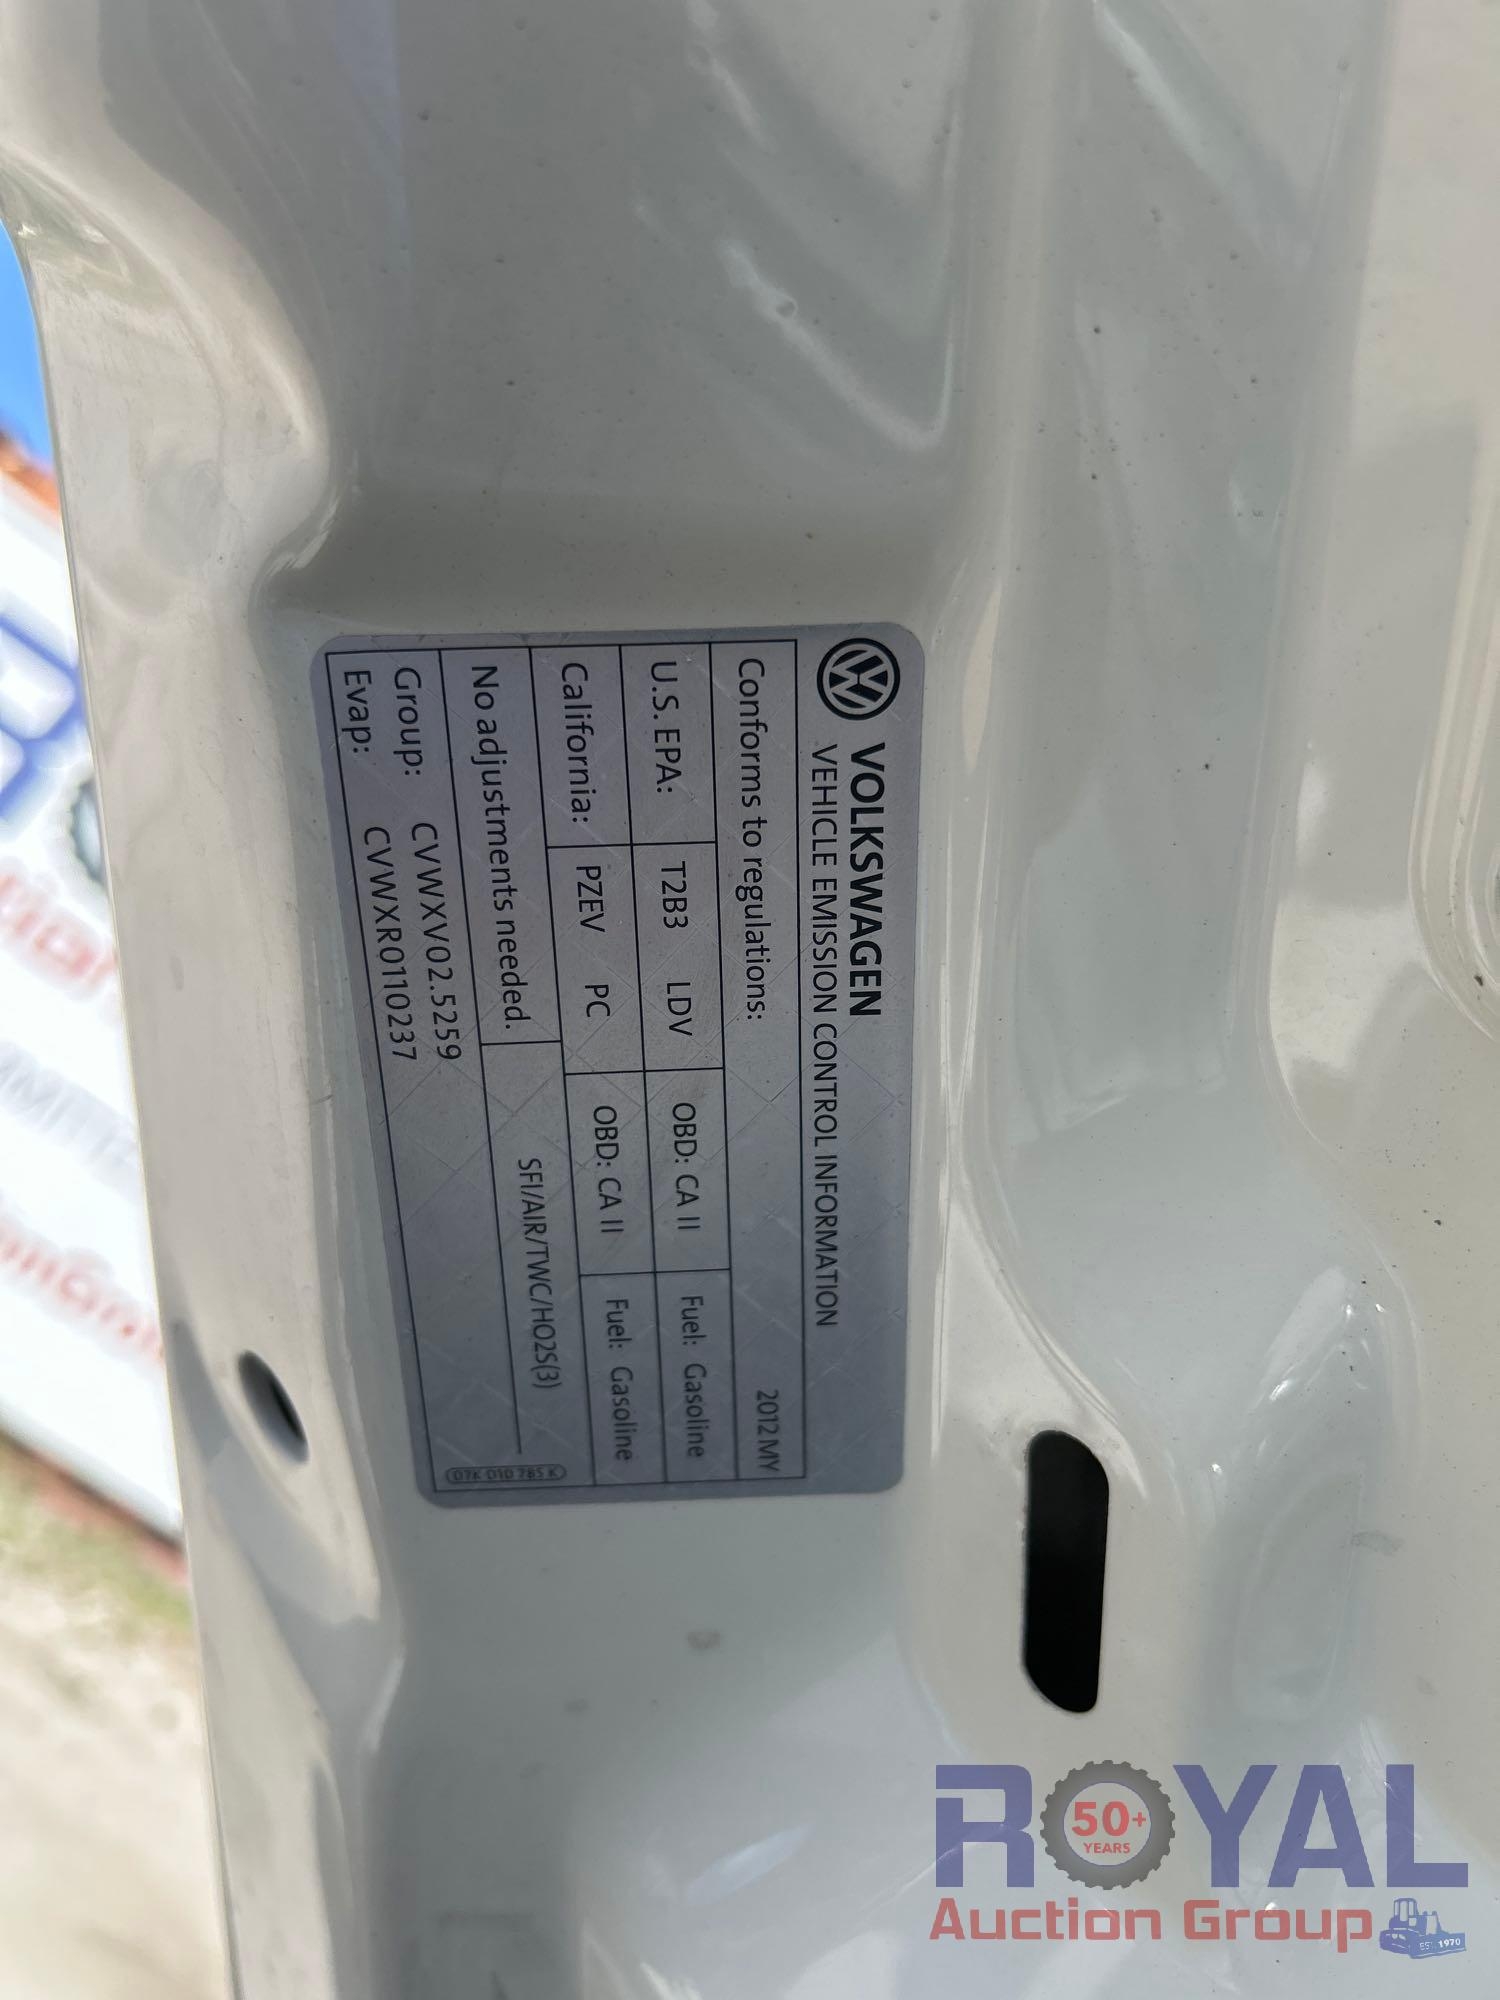 VOLKSWAGEN
VEHICLE EMISSION CONTROL INFORMATION
Conforms to regulations: 2012 MY
U.S. EPA: T2B3 LDV OBD: CA II Fuel: Gasoline
California: PZEV PC OBD: CA II Fuel: Gasoline
No adjustments needed. SFI/AIR/TWC/HO2S(3)
Group: CVWXV02.5259
Evap: CVWXR0110237
07K 010 785 K
ROYAL
50+
YEARS
Auction Group
EST. 1970